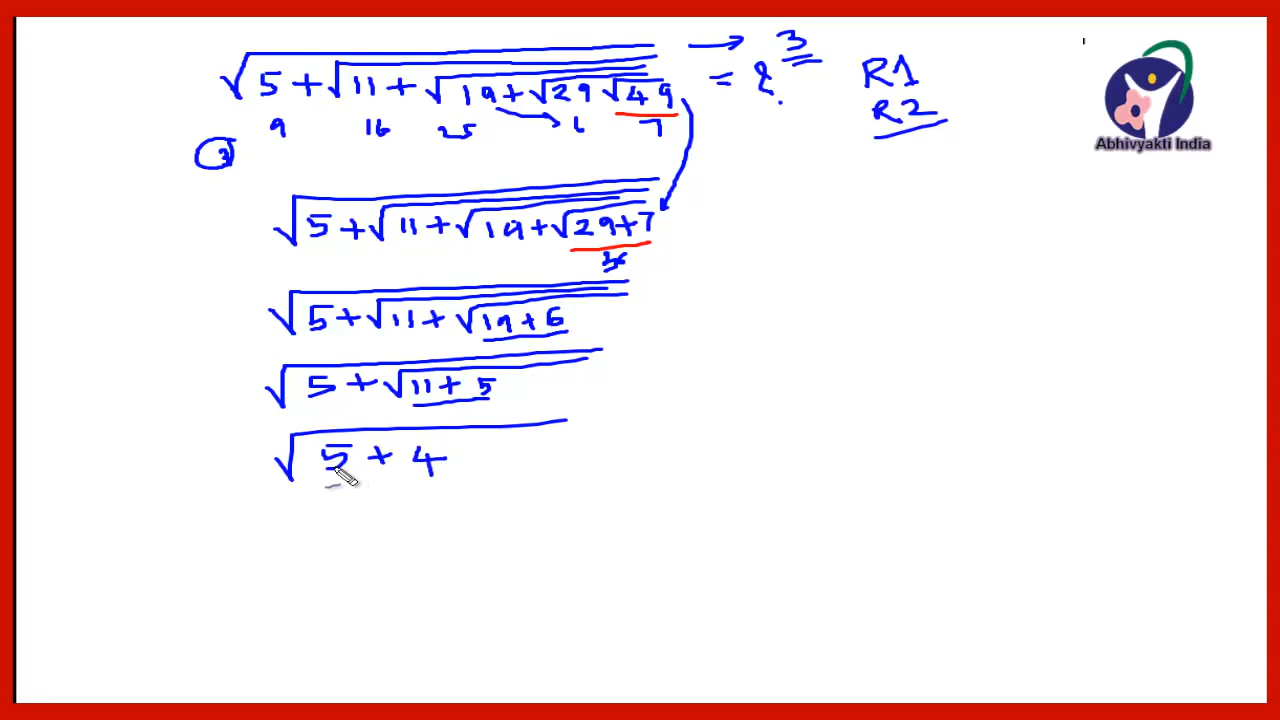 √5+√11+√19+√29√49 → 3
= ?
R1
R2
9 16 25 6 7
3
√5+√11+√19+√29+7
36
√5+√11+√19+6
√5+√11+5
√5+4
Abhivyakti India